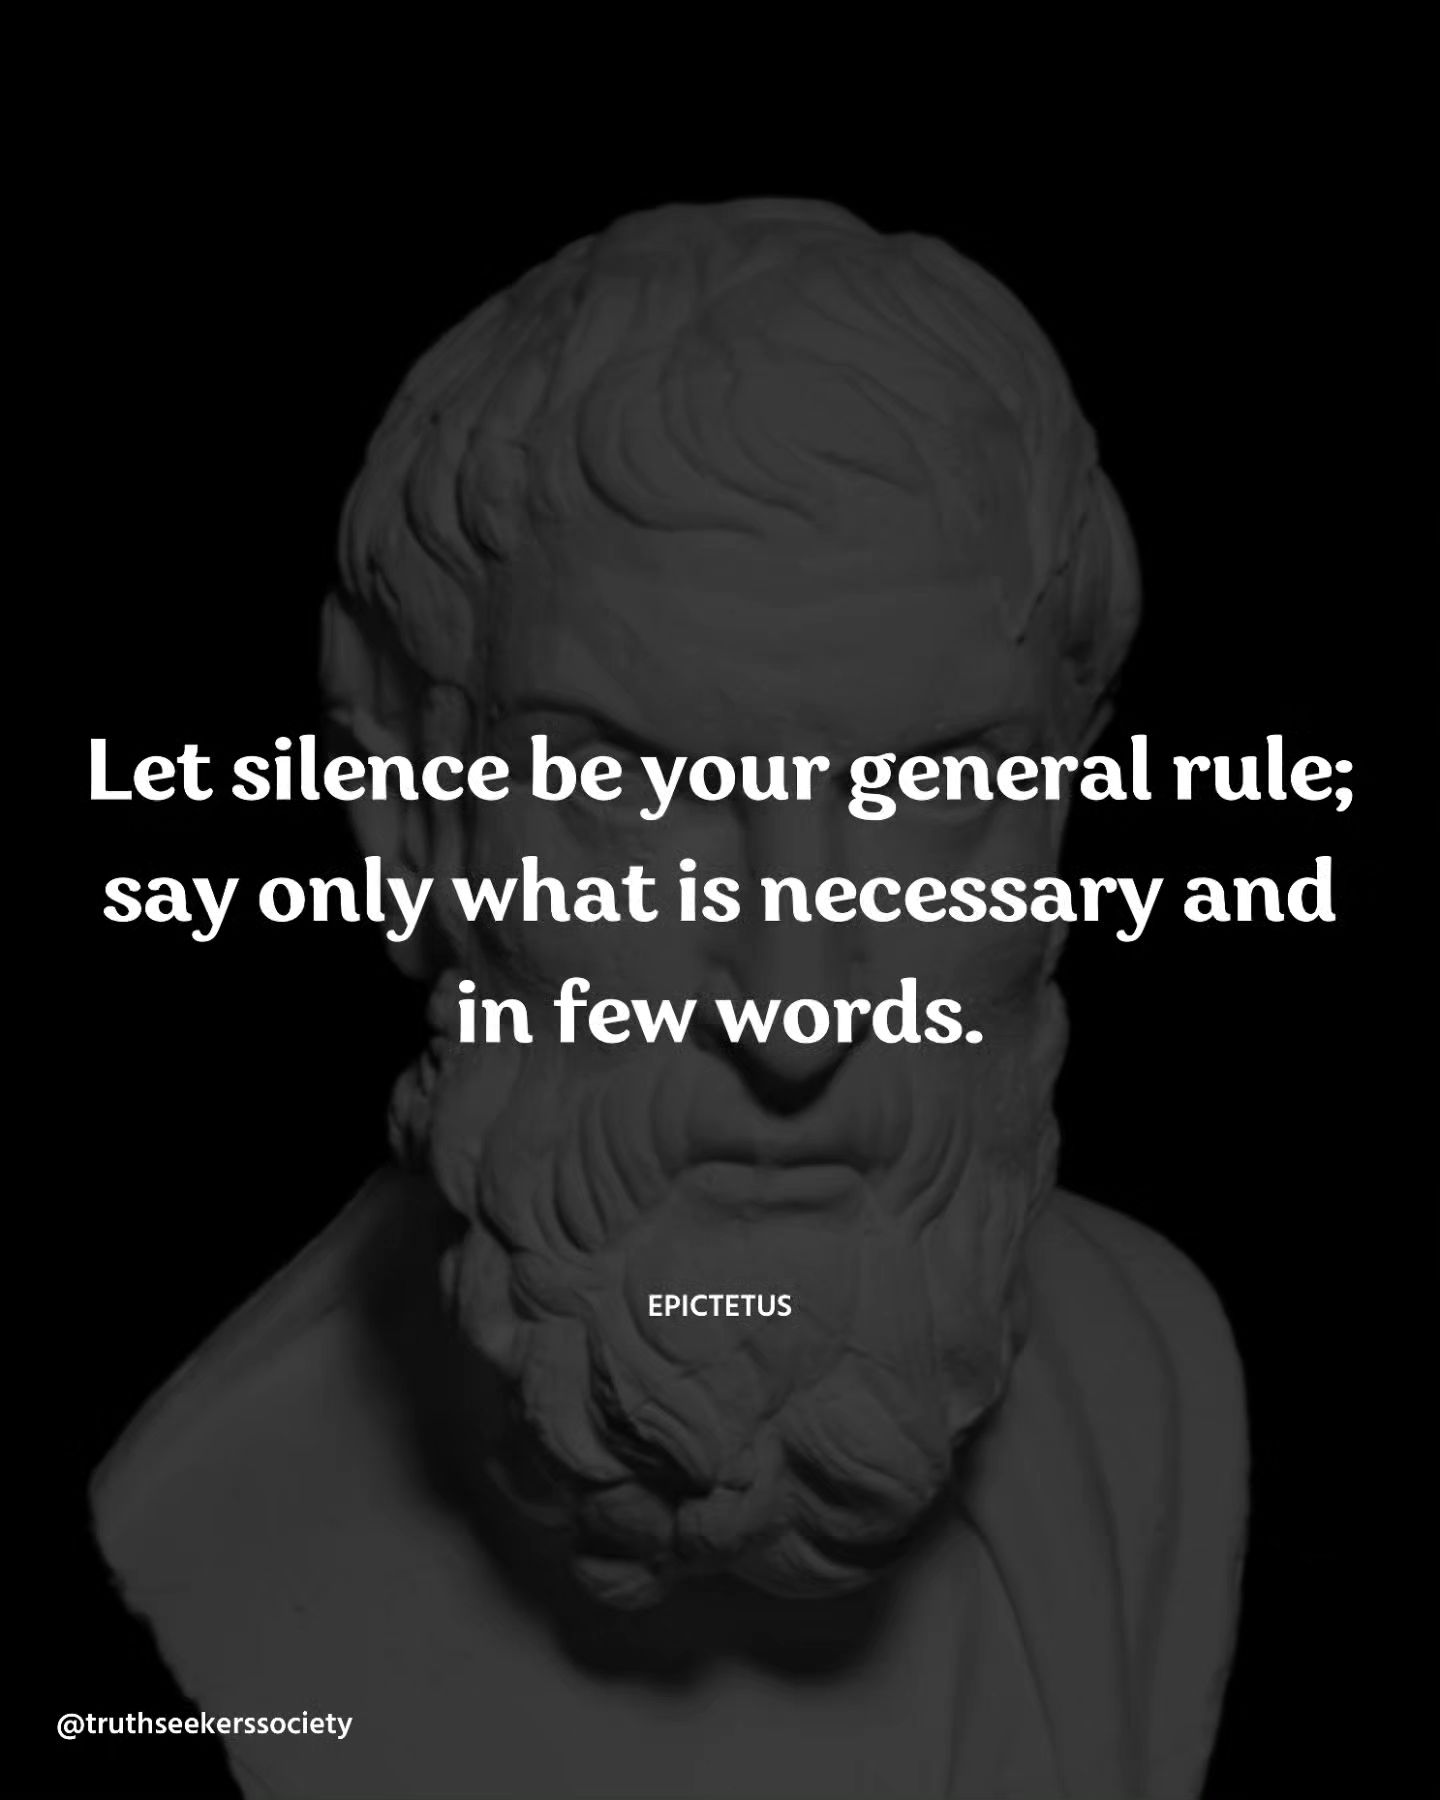 Let silence be your general rule;
say only what is necessary and
in few words.
EPICTETUS
@truthseekerssociety